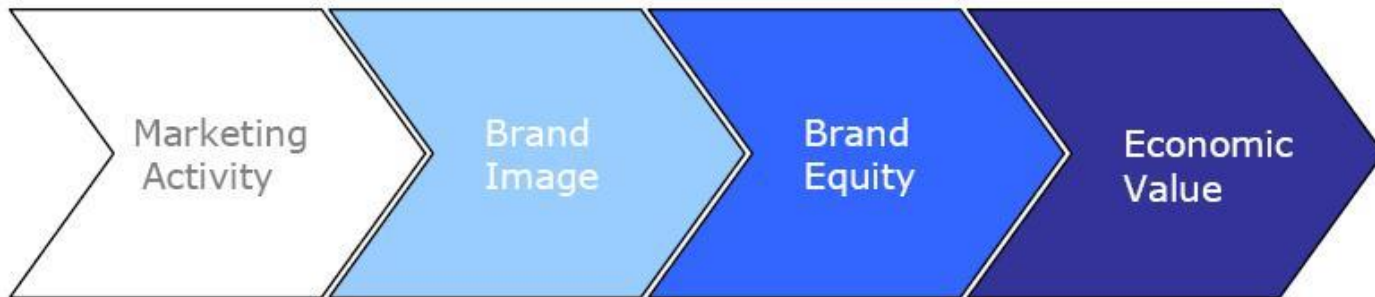 Marketing
Activity
Brand
Image
Brand
Equity
Economic
Value